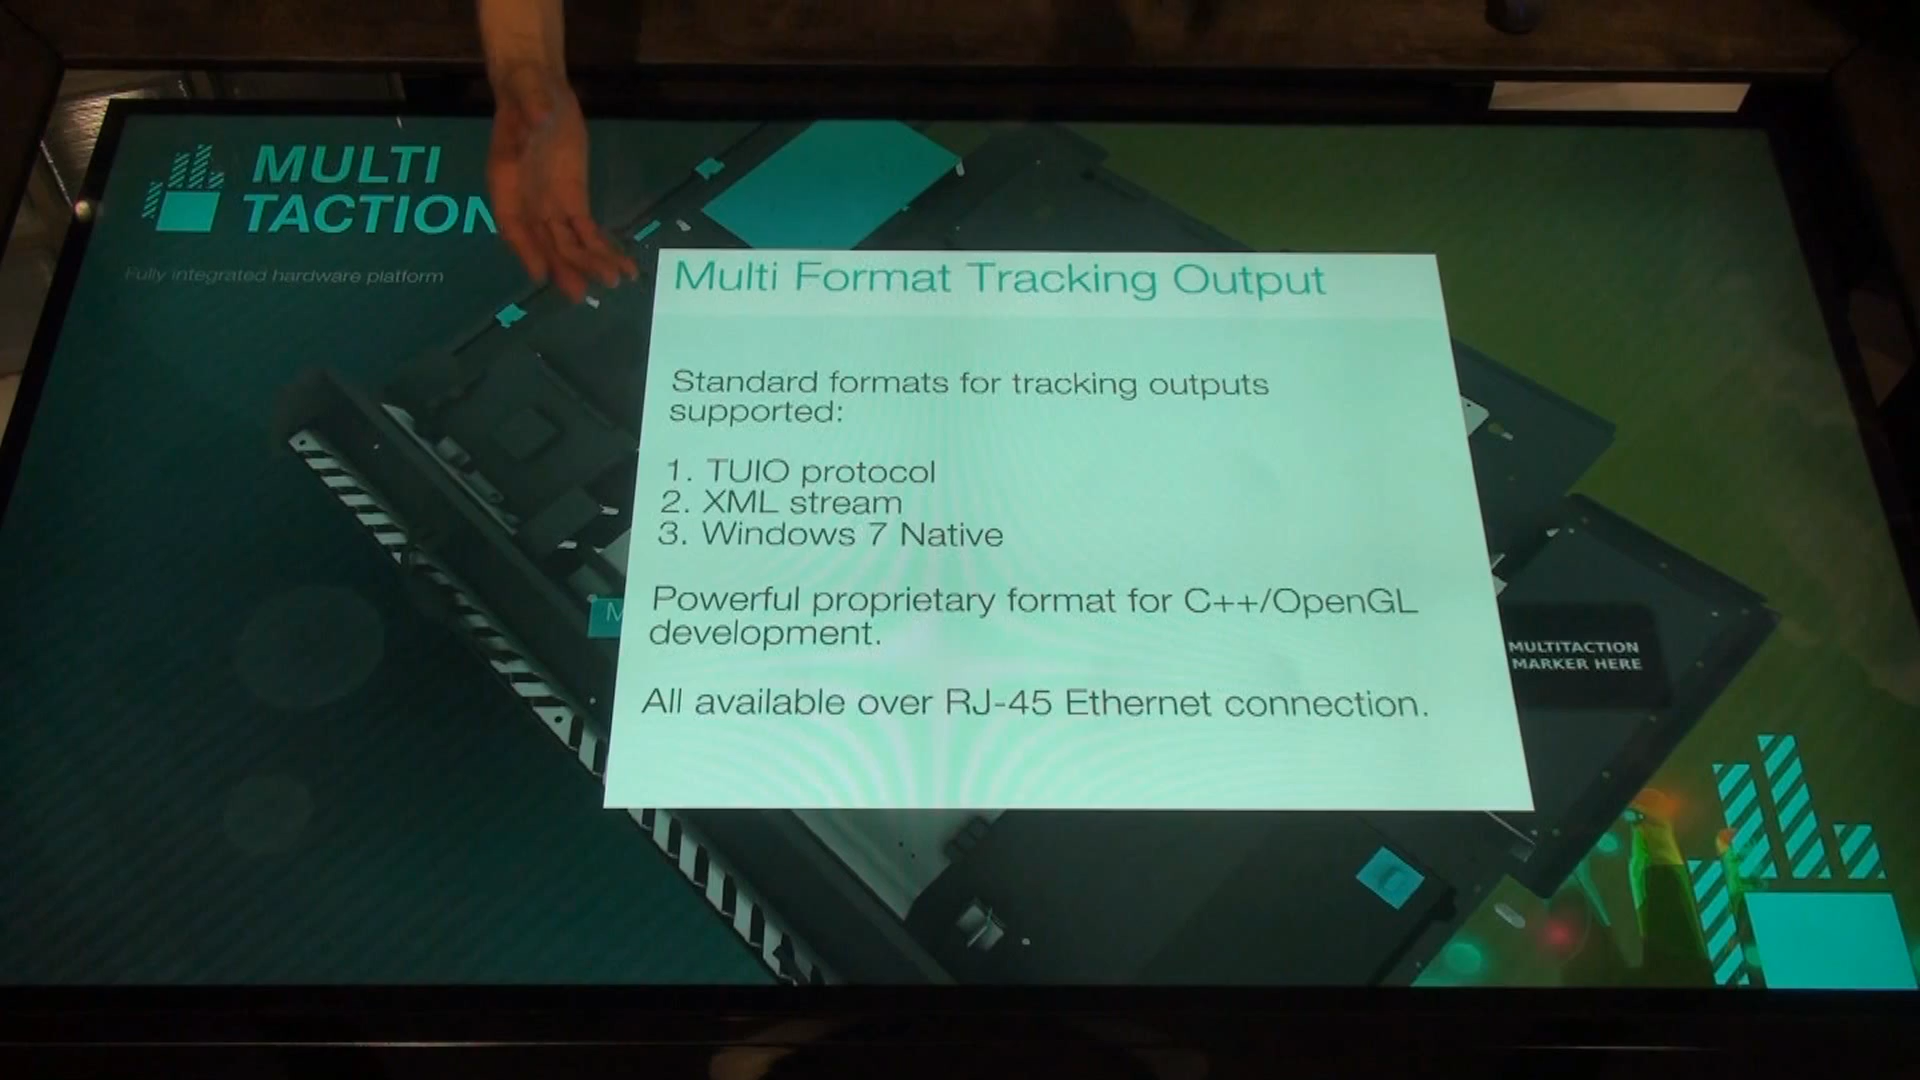 MULTI
TACTION
Fully integrated hardware platform
Multi Format Tracking Output
Standard formats for tracking outputs
supported:
1. TUIO protocol
2. XML stream
3. Windows 7 Native
Powerful proprietary format for C++/OpenGL
development.
All available over RJ-45 Ethernet connection.
M
MULTITACTION
MARKER HERE